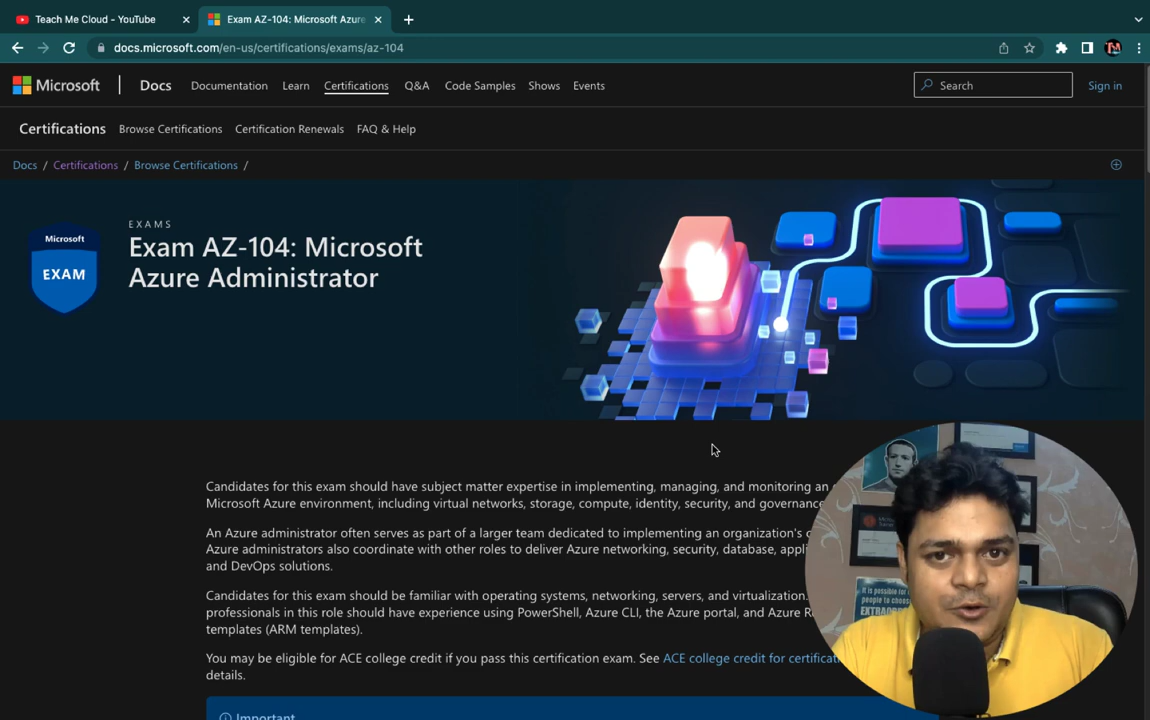 Teach Me Cloud - YouTube
Exam AZ-104: Microsoft Azure
docs.microsoft.com/en-us/certifications/exams/az-104
Microsoft
Docs
Documentation
Learn
Certifications
Q&A
Code Samples
Shows
Events
Search
Sign in
Certifications
Browse Certifications
Certification Renewals
FAQ & Help
Docs / Certifications / Browse Certifications /
Microsoft
EXAM
EXAMS
Exam AZ-104: Microsoft
Azure Administrator
Candidates for this exam should have subject matter expertise in implementing, managing, and monitoring an
Microsoft Azure environment, including virtual networks, storage, compute, identity, security, and governance
An Azure administrator often serves as part of a larger team dedicated to implementing an organization's
Azure administrators also coordinate with other roles to deliver Azure networking, security, database,
and DevOps solutions.
Candidates for this exam should be familiar with operating systems, networking, servers, and virtualization.
professionals in this role should have experience using PowerShell, Azure CLI, the Azure portal, and Azure
templates (ARM templates).
You may be eligible for ACE college credit if you pass this certification exam. See ACE college credit for
details.
Important